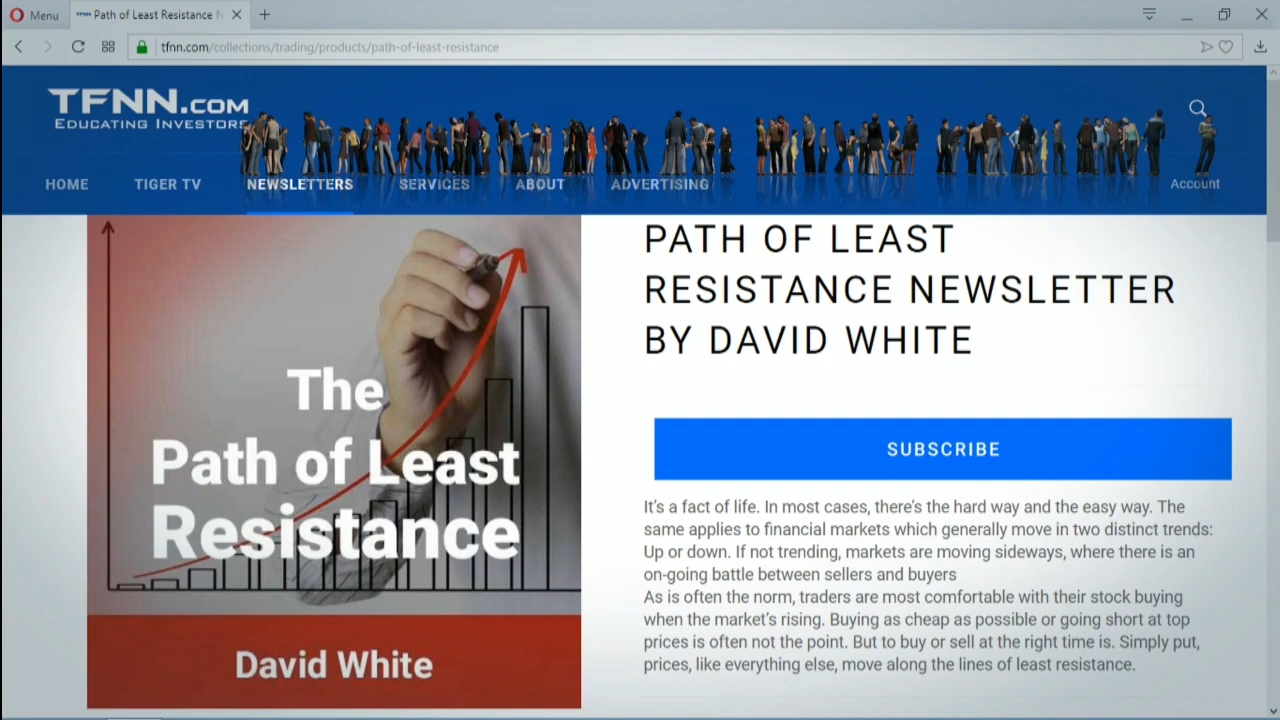 Menu
Path of Least Resistance N
tfnn.com/collections/trading/products/path-of-least-resistance
TFNN.COM
EDUCATING INVESTORS
HOME TIGER TV NEWSLETTERS SERVICES ABOUT ADVERTISING Account
The
Path of Least
Resistance
David White
PATH OF LEAST
RESISTANCE NEWSLETTER
BY DAVID WHITE
SUBSCRIBE
It's a fact of life. In most cases, there's the hard way and the easy way. The
same applies to financial markets which generally move in two distinct trends:
Up or down. If not trending, markets are moving sideways, where there is an
on-going battle between sellers and buyers
As is often the norm, traders are most comfortable with their stock buying
when the market's rising. Buying as cheap as possible or going short at top
prices is often not the point. But to buy or sell at the right time is. Simply put,
prices, like everything else, move along the lines of least resistance.